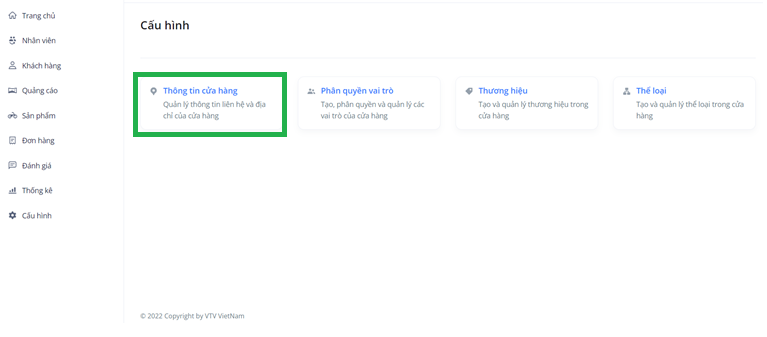 Trang chủ
Nhân viên
Khách hàng
Quảng cáo
Sản phẩm
Đơn hàng
Đánh giá
Thống kê
Cấu hình
Cấu hình
Thông tin cửa hàng
Quản lý thông tin liên hệ và địa
chỉ của cửa hàng
Phân quyền vai trò
Tạo, phân quyền và quản lý các
vai trò của cửa hàng
Thương hiệu
Tạo và quản lý thương hiệu trong
cửa hàng
Thể loại
Tạo và quản lý thể loại trong cửa
hàng
© 2022 Copyright by VTV VietNam